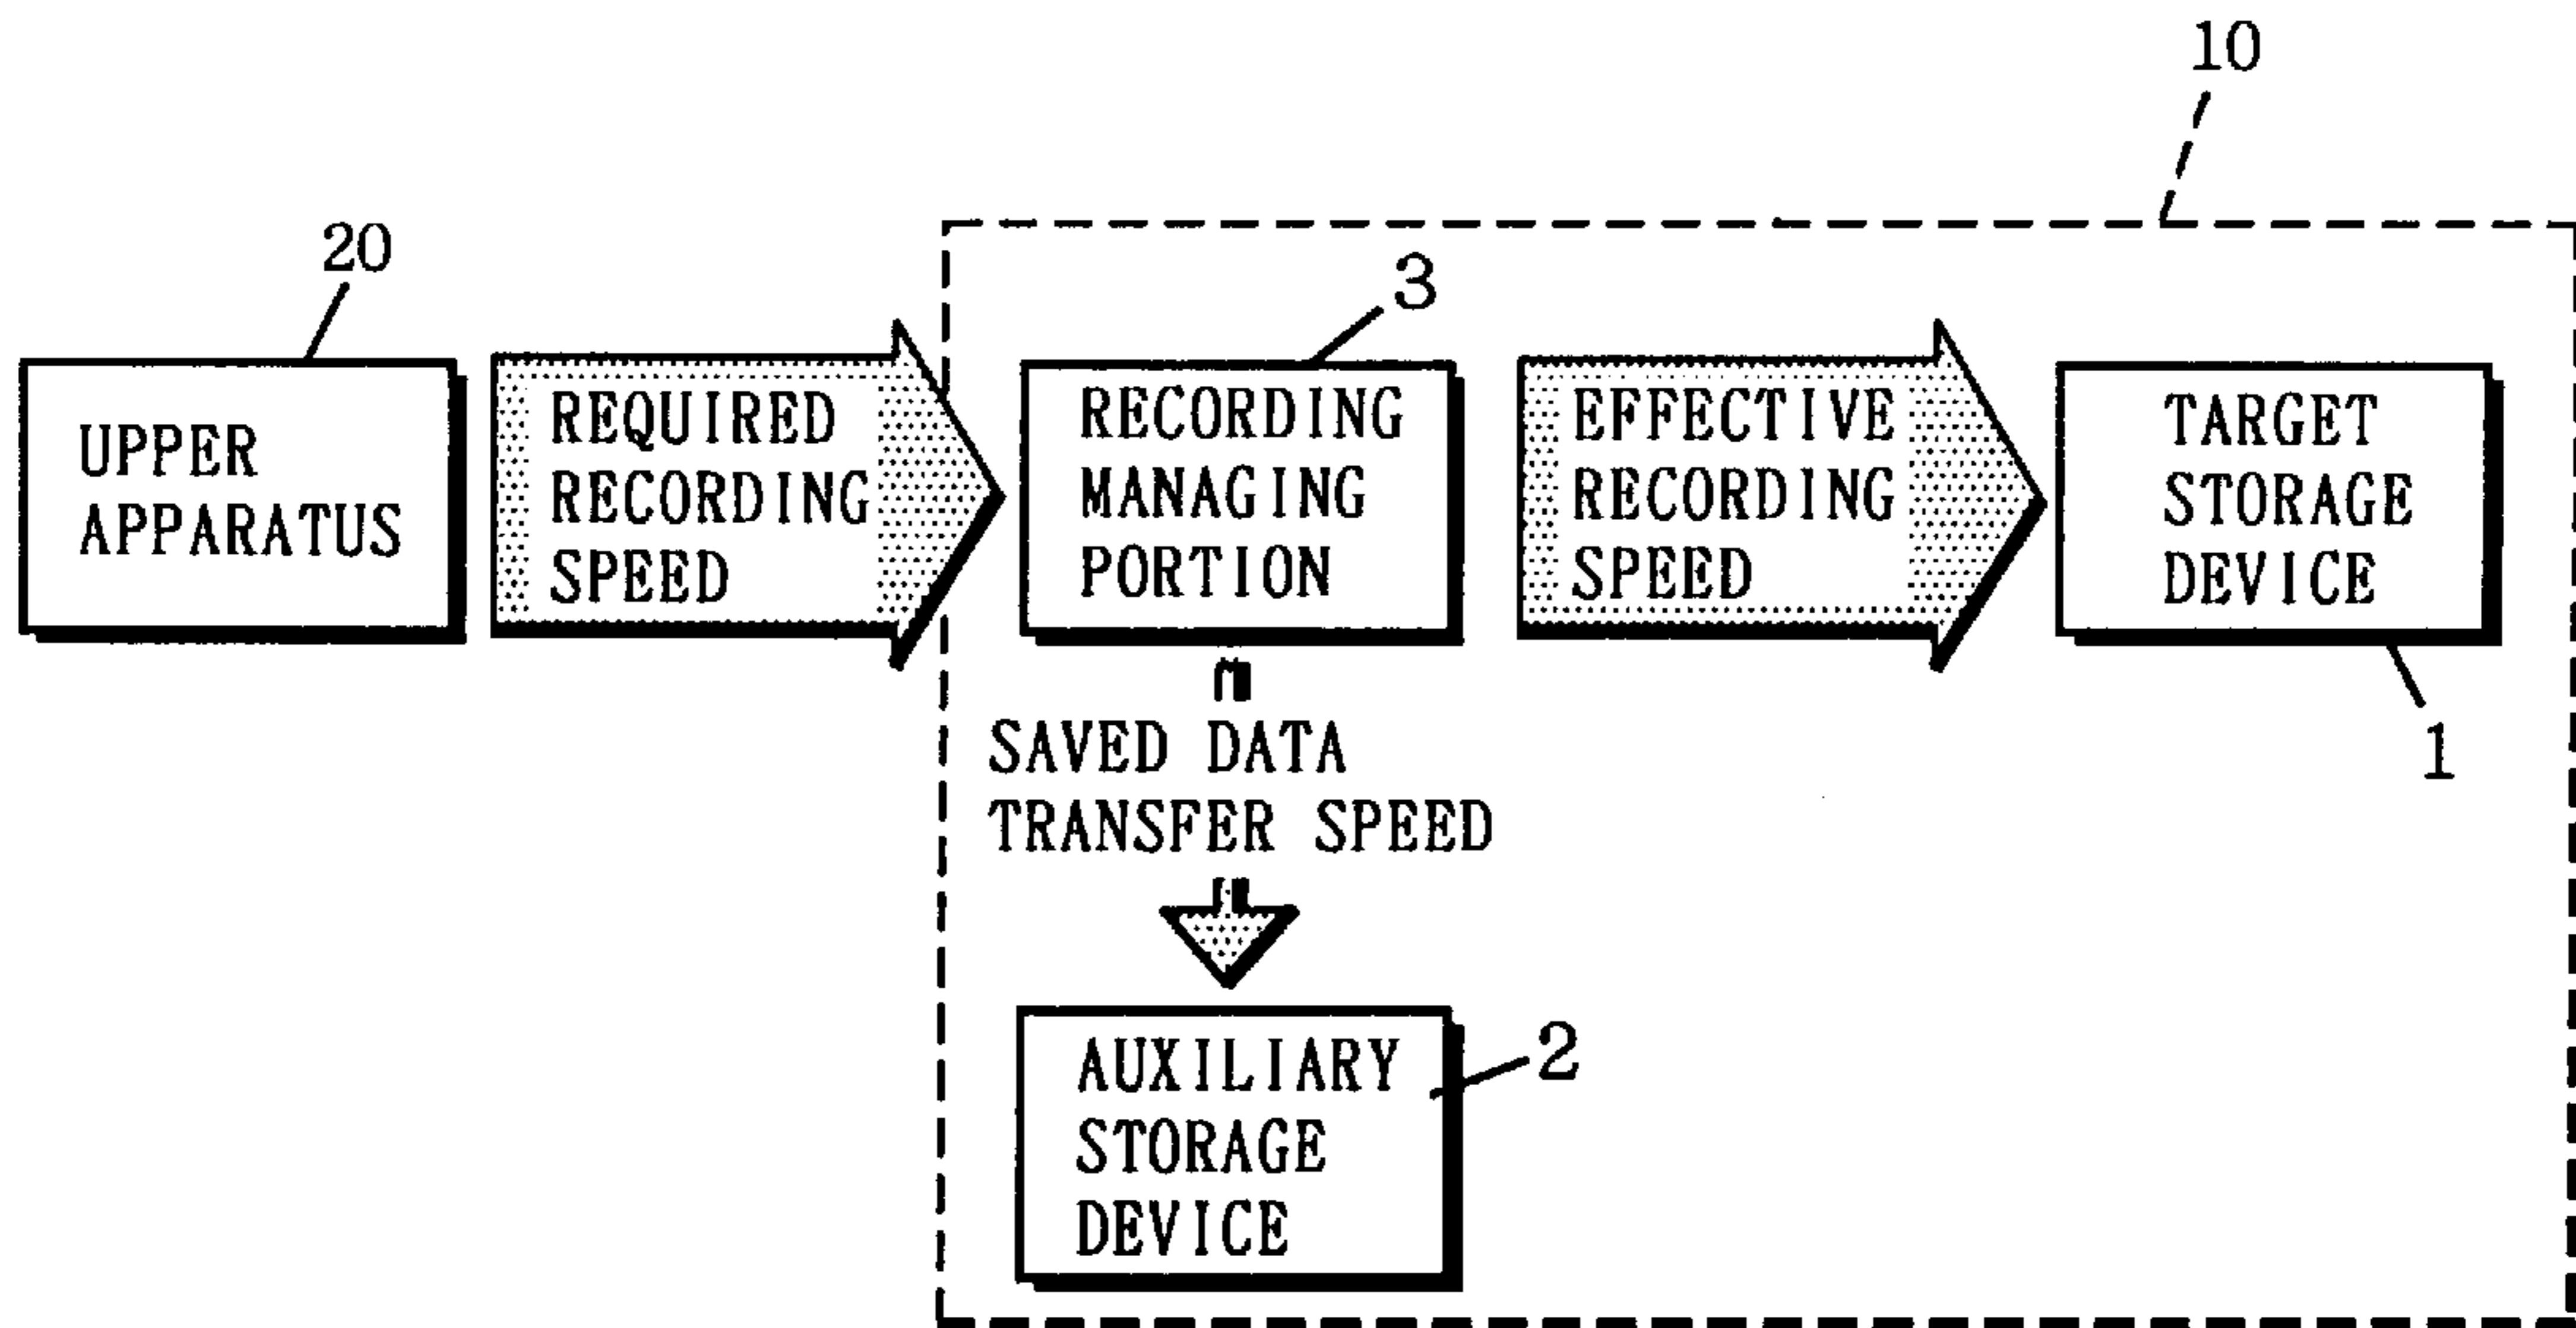 10
20
3
UPPER
APPARATUS
REQUIRED
RECORDING
SPEED
RECORDING
MANAGING
PORTION
EFFECTIVE
RECORDING
SPEED
TARGET
STORAGE
DEVICE
1
SAVED DATA
TRANSFER SPEED
AUXILIARY
STORAGE
DEVICE
2